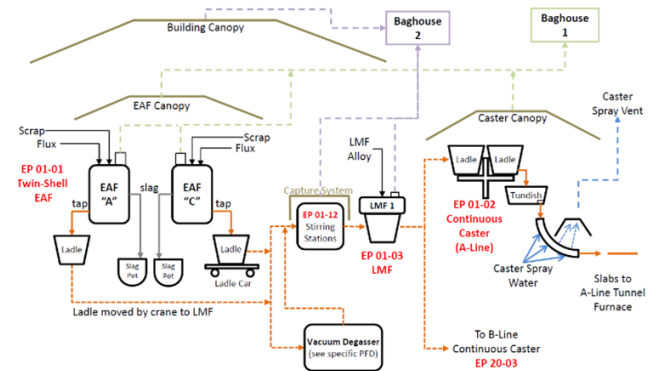 Building Canopy
Baghouse
2
Baghouse
1
EAF Canopy
Caster Canopy
Caster
Spray Vent
Scrap
Flux
Scrap
Flux
EP 01-01
Twin-Shell
EAF
EAF
"A"
slag
EAF
"C"
tap
tap
Ladle
Slag
Pot
Slag
Pot
Ladle
Ladle Car
Ladle moved by crane to LMF
Capture System
EP 01-12
Stirring
Stations
LMF
Alloy
LMF 1
EP 01-03
LMF
Vacuum Degasser
(see specific PFD)
Ladle
Ladle
EP 01-02
Continuous
Caster
(A-Line)
Tundish
Caster Spray
Water
Slabs to
A-Line Tunnel
Furnace
To B-Line
Continuous Caster
EP 20-03